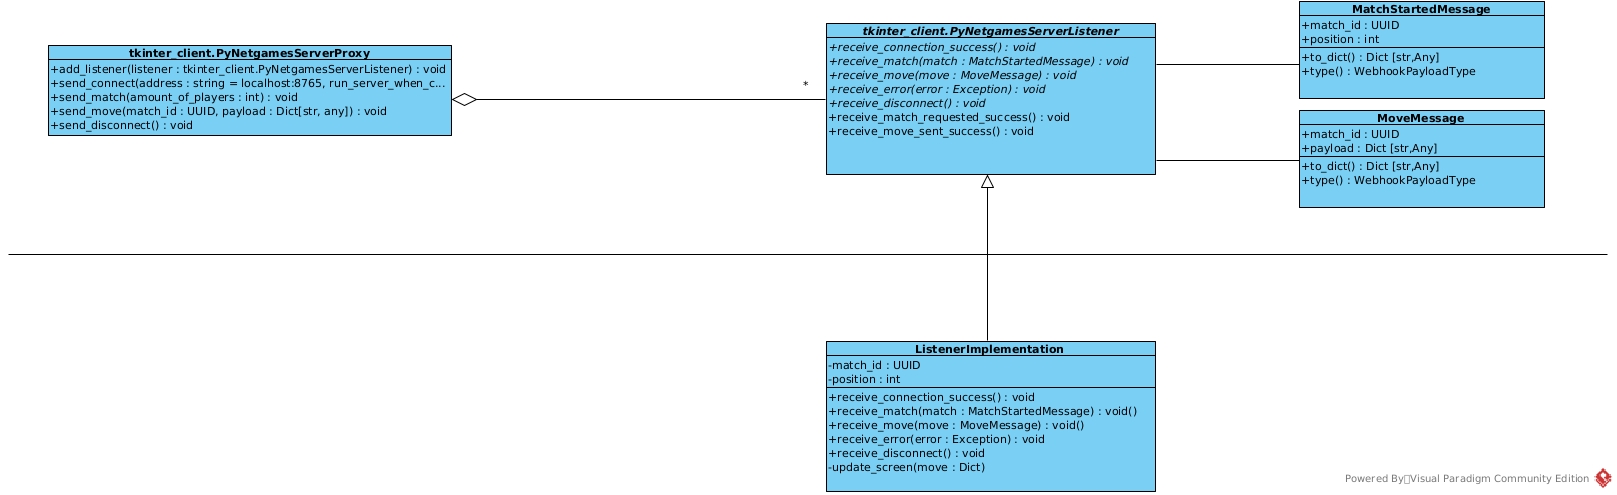 tkinter_client.PyNetgamesServerProxy
+add_listener(listener : tkinter_client.PyNetgamesServerListener) : void
+send_connect(address : string = localhost:8765, run_server_when_c...
+send_match(amount_of_players : int) : void
+send_move(match_id : UUID, payload : Dict[str, any]) : void
+send_disconnect() : void
*
tkinter_client.PyNetgamesServerListener
+receive_connection_success() : void
+receive_match(match : MatchStartedMessage) : void
+receive_move(move : MoveMessage) : void
+receive_error(error : Exception) : void
+receive_disconnect() : void
+receive_match_requested_success() : void
+receive_move_sent_success() : void
MatchStartedMessage
+match_id : UUID
+position : int
+to_dict() : Dict [str,Any]
+type() : WebhookPayloadType
MoveMessage
+match_id : UUID
+payload : Dict [str,Any]
+to_dict() : Dict [str,Any]
+type() : WebhookPayloadType
ListenerImplementation
-match_id : UUID
-position : int
+receive_connection_success() : void
+receive_match(match : MatchStartedMessage) : void()
+receive_move(move : MoveMessage) : void()
+receive_error(error : Exception) : void
+receive_disconnect() : void
-update_screen(move : Dict)
Powered By Visual Paradigm Community Edition